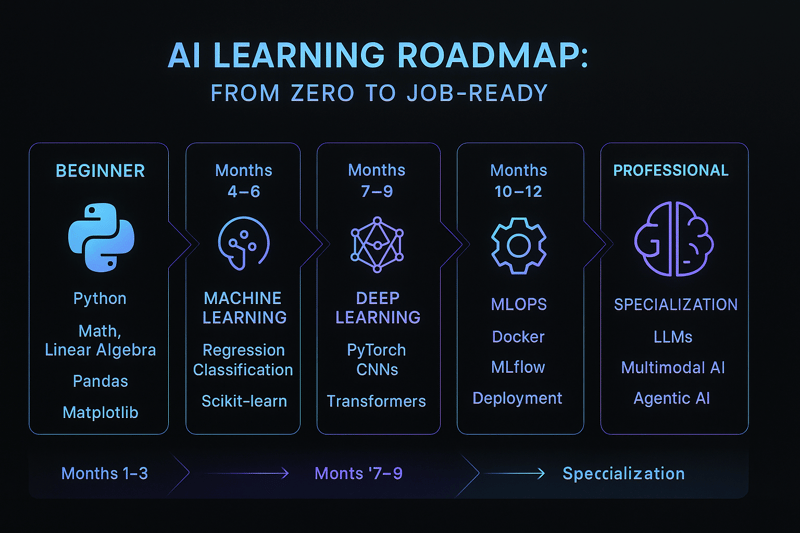 AI LEARNING ROADMAP:
FROM ZERO TO JOB-READY
BEGINNER
Python
Math,
Linear Algebra
Pandas
Matplotlib
Months
4–6
MACHINE
LEARNING
Regression
Classification
Scikit-learn
Months
7–9
DEEP
LEARNING
PyTorch
CNNs
Transformers
Months
10–12
MLOPS
Docker
MLflow
Deployment
PROFESSIONAL
SPECIALIZATION
LLMs
Multimodal AI
Agentic AI
Months 1–3
Monts '7–9
Speccialization